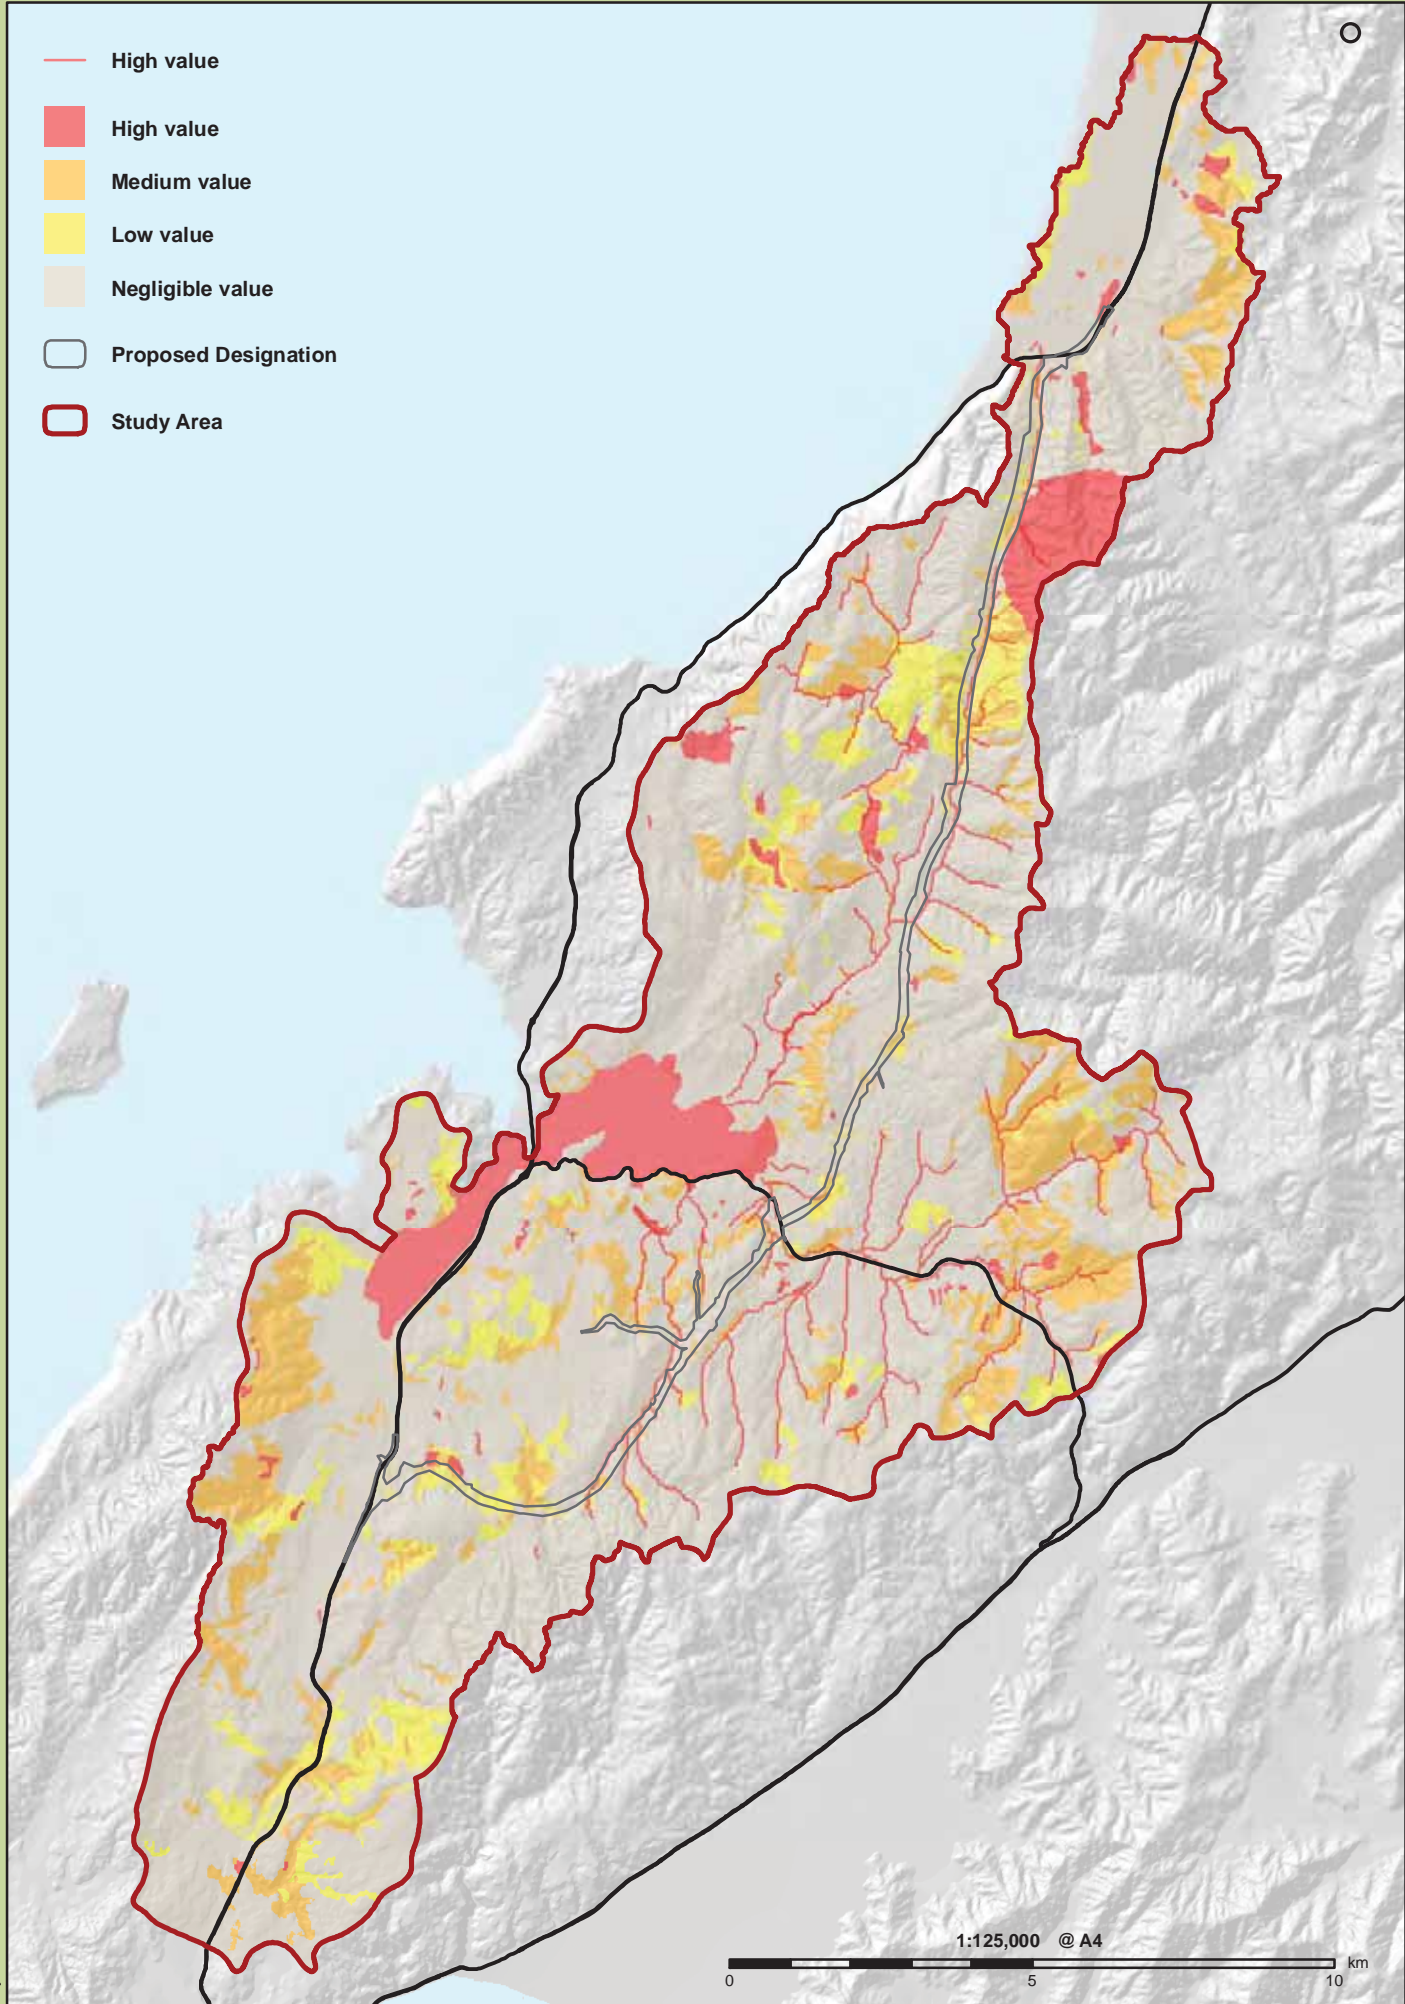 High value
High value
Medium value
Low value
Negligible value
Proposed Designation
Study Area
1:125,000 @ A4
km
0 5 10